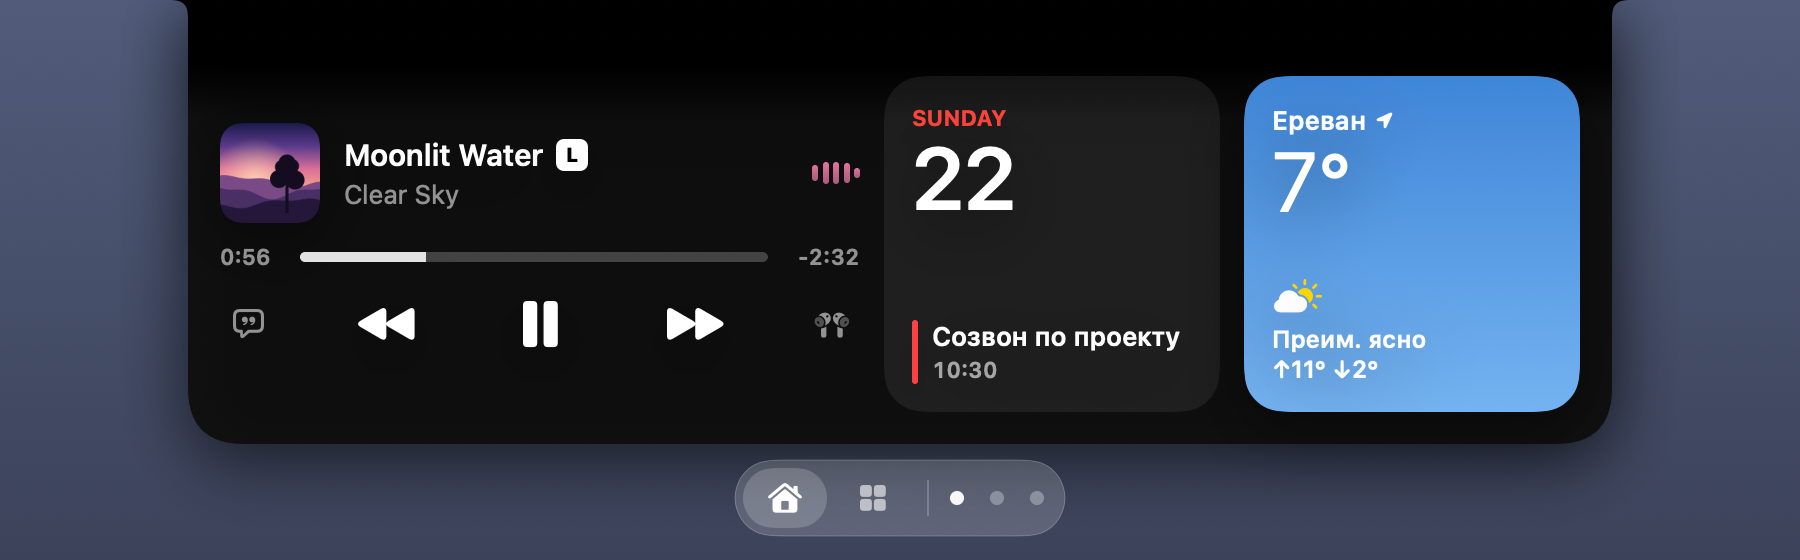 Moonlit Water L
Clear Sky
0:56
-2:32
SUNDAY
22
Созвон по проекту
10:30
Ереван
7°
Преим. ясно
↑11° ↓2°